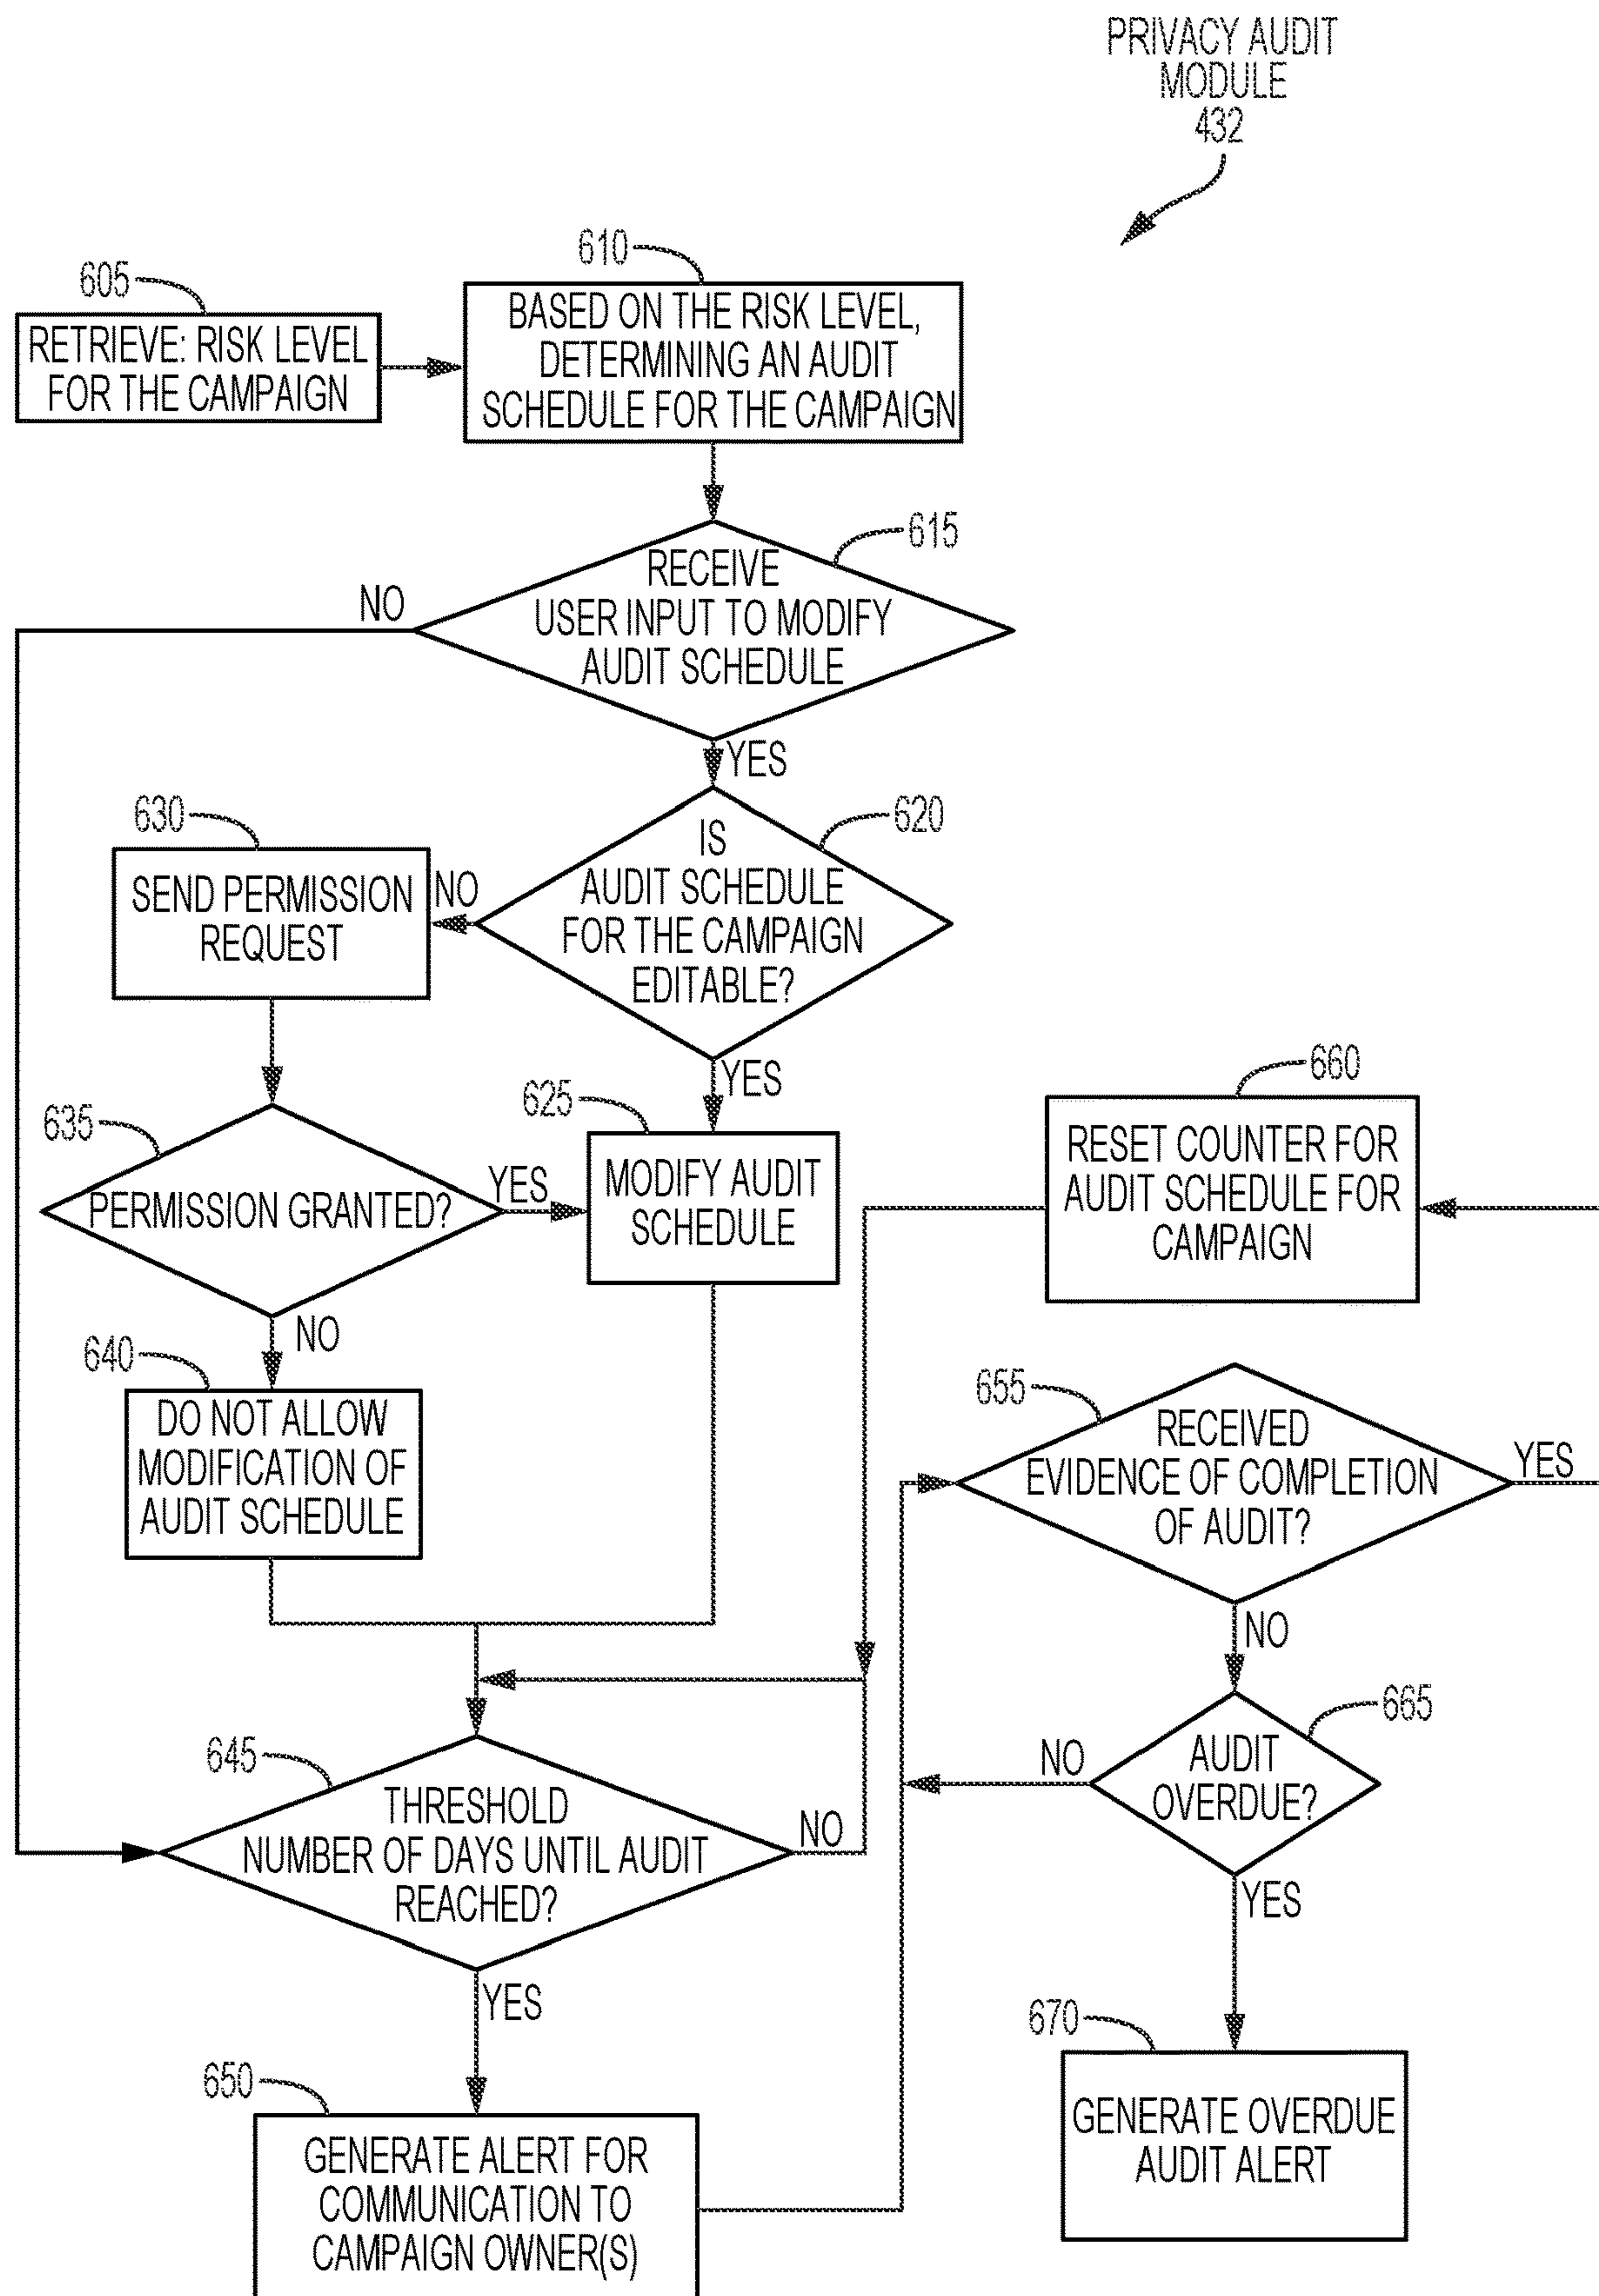 PRIVACY AUDIT
MODULE
432
605
RETRIEVE: RISK LEVEL
FOR THE CAMPAIGN
610
BASED ON THE RISK LEVEL,
DETERMINING AN AUDIT
SCHEDULE FOR THE CAMPAIGN
615
RECEIVE
USER INPUT TO MODIFY
AUDIT SCHEDULE
NO
YES
620
IS
AUDIT SCHEDULE
FOR THE CAMPAIGN
EDITABLE?
NO
YES
630
SEND PERMISSION
REQUEST
635
PERMISSION GRANTED?
YES
NO
625
MODIFY AUDIT
SCHEDULE
640
DO NOT ALLOW
MODIFICATION OF
AUDIT SCHEDULE
645
THRESHOLD
NUMBER OF DAYS UNTIL AUDIT
REACHED?
NO
YES
650
GENERATE ALERT FOR
COMMUNICATION TO
CAMPAIGN OWNER(S)
660
RESET COUNTER FOR
AUDIT SCHEDULE FOR
CAMPAIGN
655
RECEIVED
EVIDENCE OF COMPLETION
OF AUDIT?
YES
NO
665
AUDIT
OVERDUE?
NO
YES
670
GENERATE OVERDUE
AUDIT ALERT